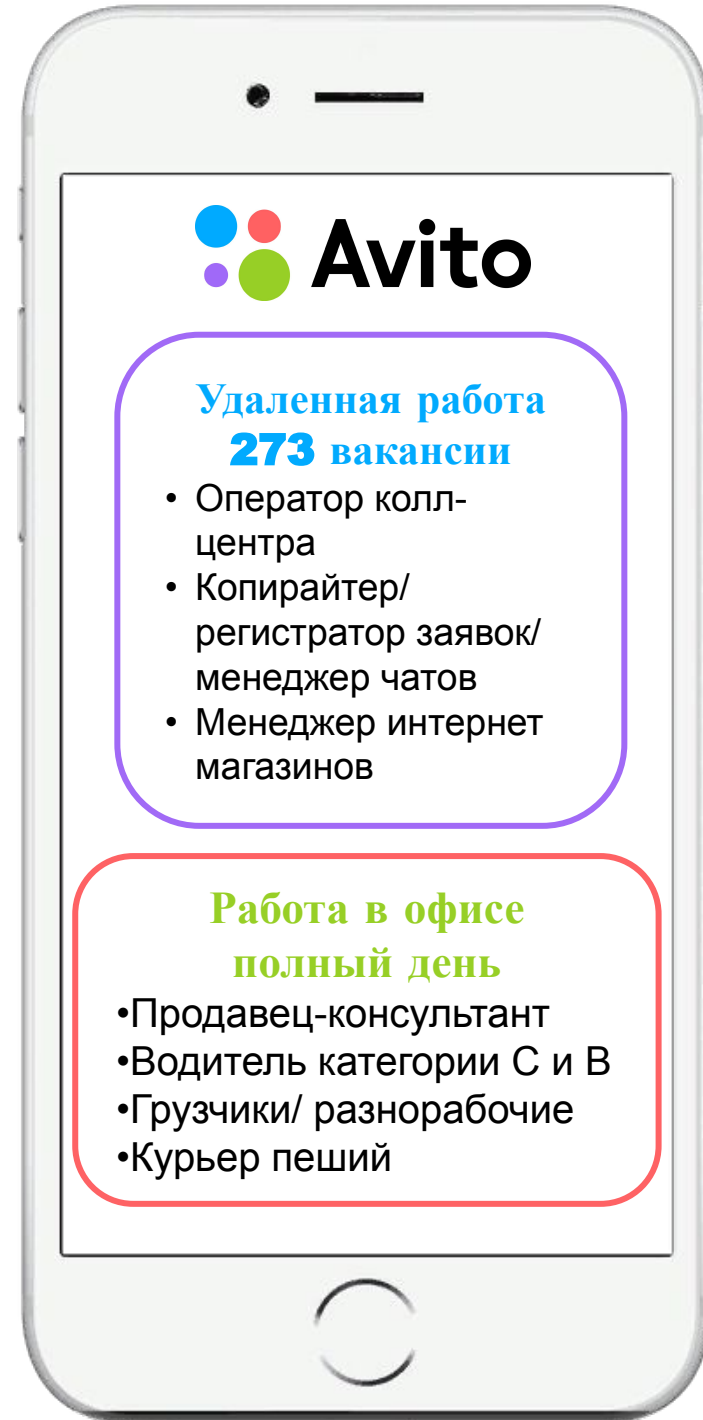 Avito
Удаленная работа
273 вакансии
• Оператор колл-
центра
• Копирайтер/
регистратор заявок/
менеджер чатов
• Менеджер интернет
магазинов
Работа в офисе
полный день
•Продавец-консультант
•Водитель категории С и В
•Грузчики/ разнорабочие
•Курьер пеший